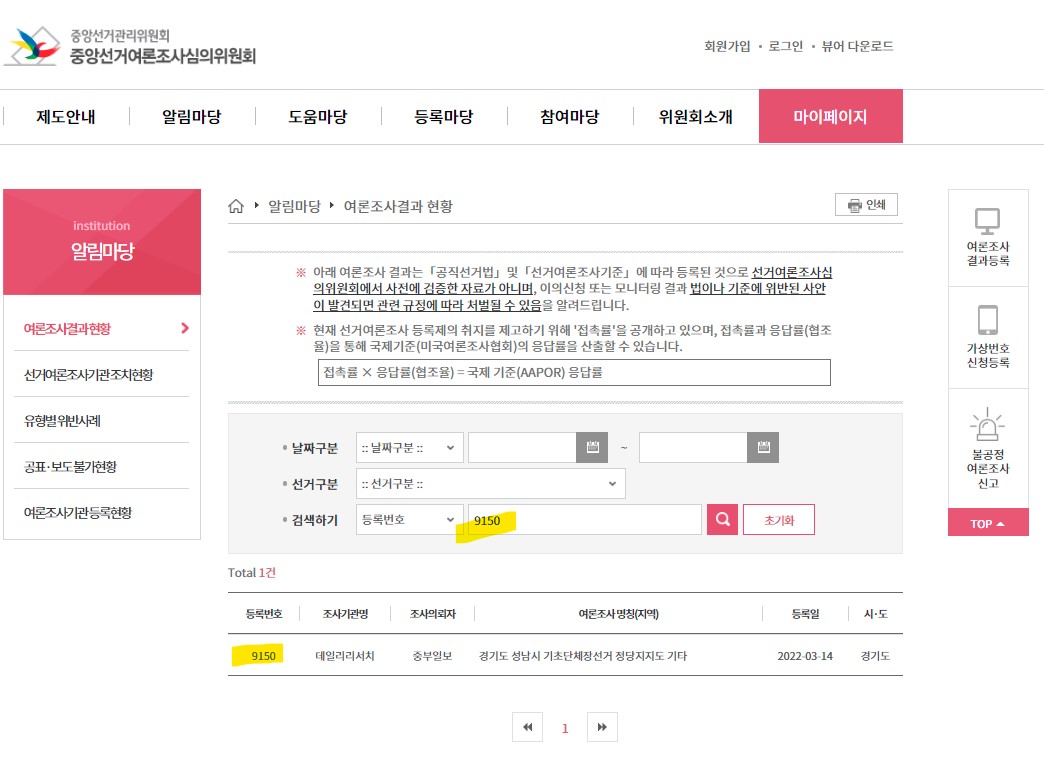 중앙선거관리위원회
중앙선거여론조사심의위원회
회원가입 · 로그인 · 뷰어 다운로드
제도안내 알림마당 도움마당 등록마당 참여마당 위원회소개 마이페이지
institution
알림마당
여론조사결과현황
선거여론조사기관조치현황
유형별위반사례
공표·보도불가현황
여론조사기관등록현황
알림마당 여론조사결과 현황
인쇄
※ 아래 여론조사 결과는「공직선거법」및「선거여론조사기준」에 따라 등록된 것으로 선거여론조사심
의위원회에서 사전에 검증한 자료가 아니며, 이의신청 또는 모니터링 결과 법이나 기준에 위반된 사안
이 발견되면 관련 규정에 따라 처벌될 수 있음을 알려드립니다.
※ 현재 선거여론조사 등록제의 취지를 제고하기 위해 '접촉률'을 공개하고 있으며, 접촉률과 응답률(협조
율)을 통해 국제기준(미국여론조사협회)의 응답률을 산출할 수 있습니다.
접촉률 × 응답률(협조율) = 국제 기준(AAPOR) 응답률
날짜구분 :: 날짜구분 :: ~
선거구분 :: 선거구분 ::
검색하기 등록번호 9150 초기화
Total 1건
등록번호 조사기관명 조사의뢰자 여론조사 명칭(지역) 등록일 시·도
9150 데일리리서치 중부일보 경기도 성남시 기초단체장선거 정당지지도 기타 2022-03-14 경기도
1
여론조사
결과등록
가상번호
신청등록
불공정
여론조사
신고
TOP